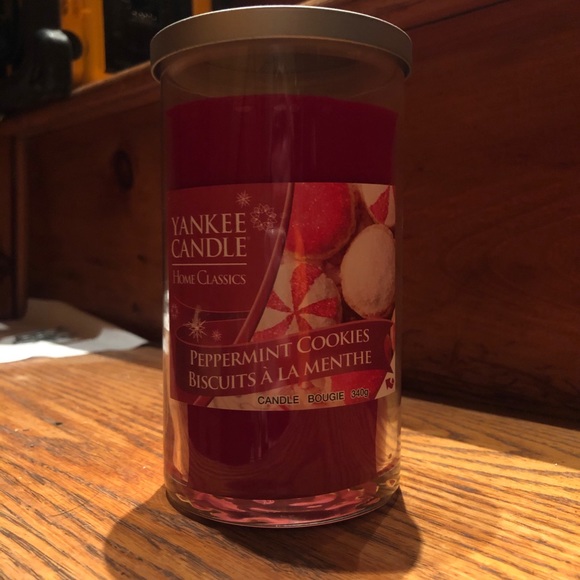 YANKEE
CANDLE
HOME CLASSICS
PEPPERMINT COOKIES
BISCUITS À LA MENTHE
CANDLE BOUGIE 340g